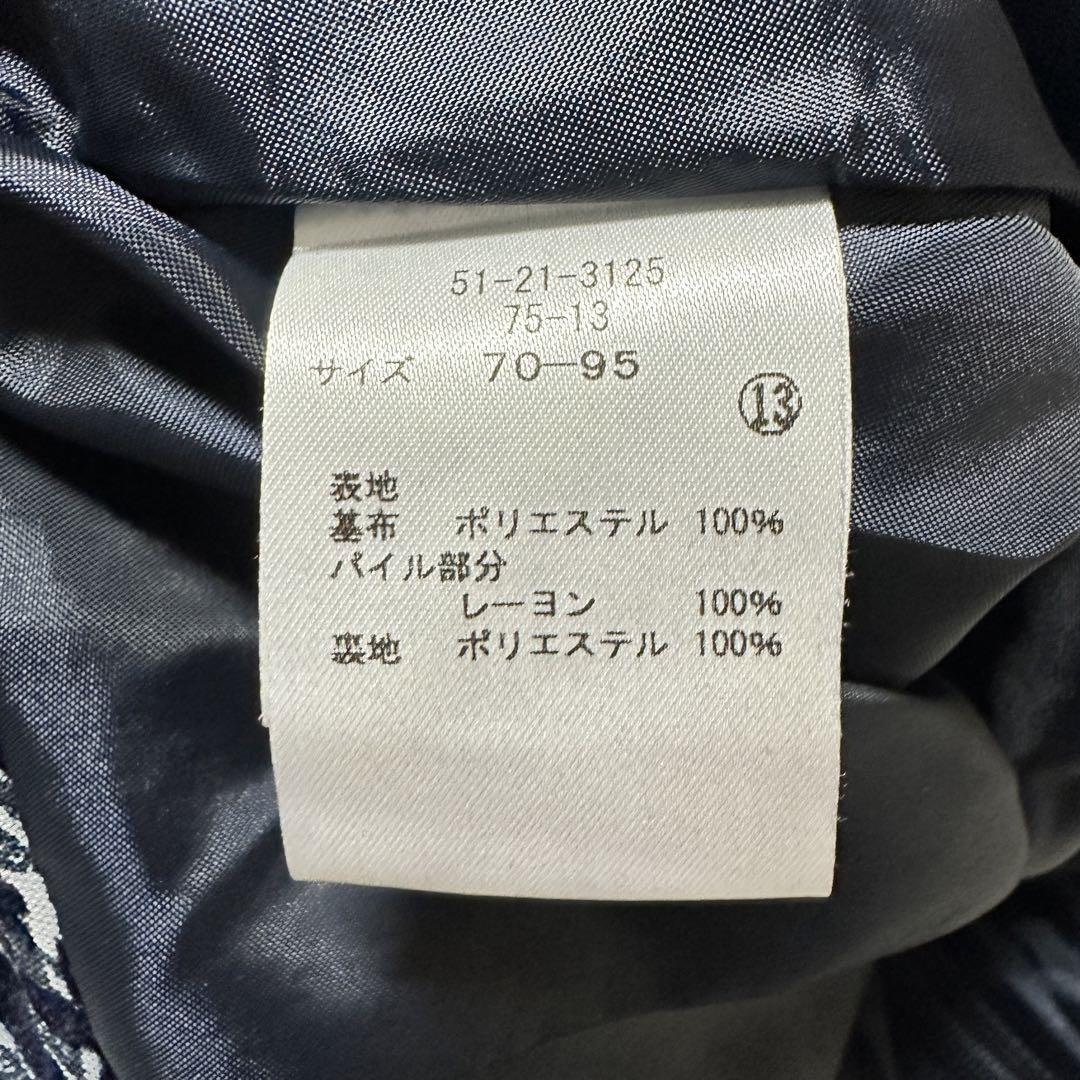 51-21-3125
75-13
サイズ 70-95
⑬
表地
基布 ポリエステル 100%
パイル部分
レーヨン 100%
裏地 ポリエステル 100%